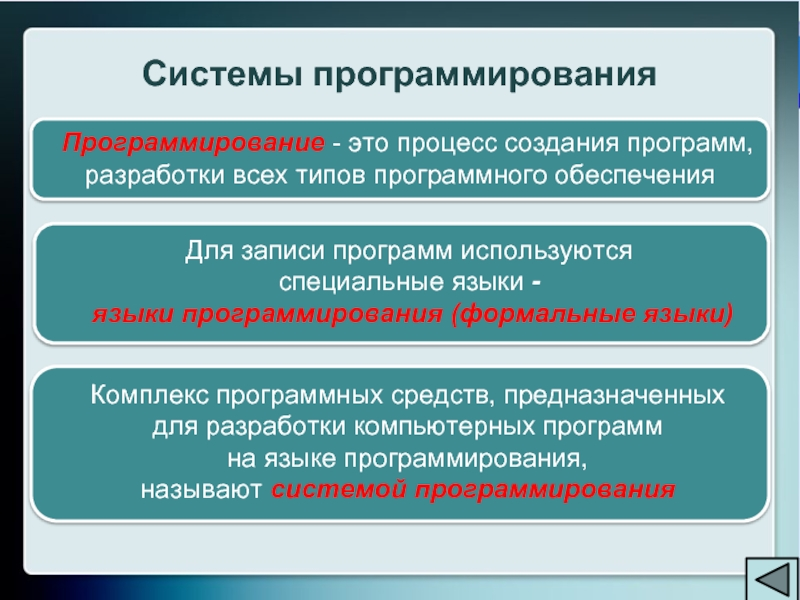 Системы программирования
Программирование - это процесс создания программ,
разработки всех типов программного обеспечения
Для записи программ используются
специальные языки -
языки программирования (формальные языки)
Комплекс программных средств, предназначенных
для разработки компьютерных программ
на языке программирования,
называют системой программирования